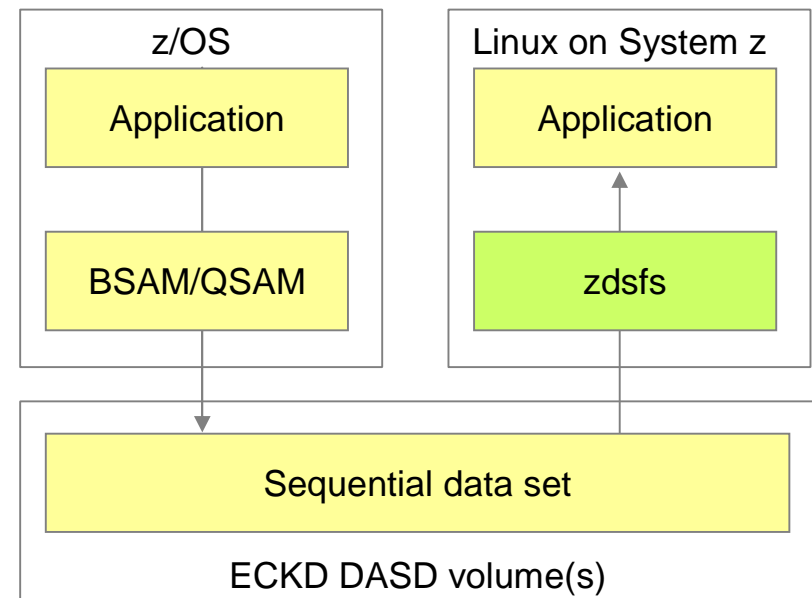 z/OS
Application
BSAM/QSAM
Linux on System z
Application
zdsfs
Sequential data set
ECKD DASD volume(s)